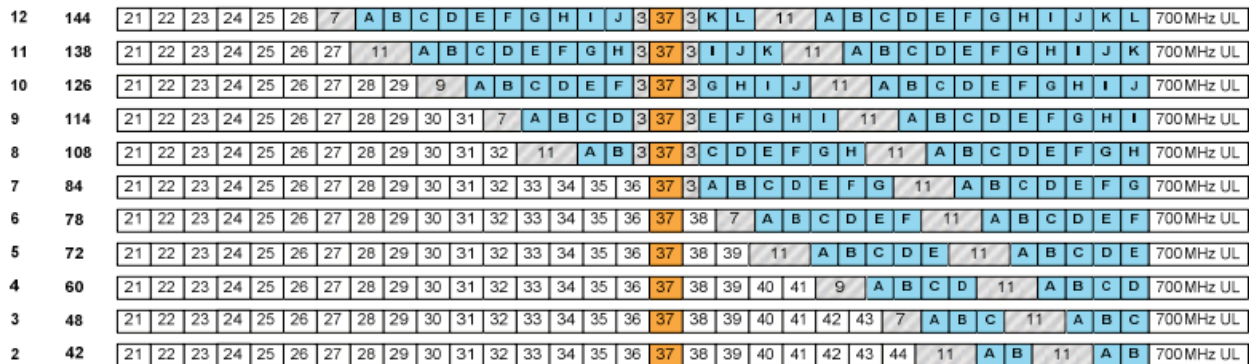 12 144 21 22 23 24 25 26 7 A B C D E F G H I J 3 37 3 K L 11 A B C D E F G H I J K L 700MHz UL
11 138 21 22 23 24 25 26 27 11 A B C D E F G H 3 37 3 I J K 11 A B C D E F G H I J K 700MHz UL
10 126 21 22 23 24 25 26 27 28 29 9 A B C D E F 3 37 3 G H I J 11 A B C D E F G H I J 700MHz UL
9 114 21 22 23 24 25 26 27 28 29 30 31 7 A B C D 3 37 3 E F G H I 11 A B C D E F G H I 700MHz UL
8 108 21 22 23 24 25 26 27 28 29 30 31 32 11 A B 3 37 3 C D E F G H 11 A B C D E F G H 700MHz UL
7 84 21 22 23 24 25 26 27 28 29 30 31 32 33 34 35 36 37 3 A B C D E F G 11 A B C D E F G 700MHz UL
6 78 21 22 23 24 25 26 27 28 29 30 31 32 33 34 35 36 37 38 7 A B C D E F 11 A B C D E F 700MHz UL
5 72 21 22 23 24 25 26 27 28 29 30 31 32 33 34 35 36 37 38 39 11 A B C D E 11 A B C D E 700MHz UL
4 60 21 22 23 24 25 26 27 28 29 30 31 32 33 34 35 36 37 38 39 40 41 9 A B C D 11 A B C D 700MHz UL
3 48 21 22 23 24 25 26 27 28 29 30 31 32 33 34 35 36 37 38 39 40 41 42 43 7 A B C 11 A B C 700MHz UL
2 42 21 22 23 24 25 26 27 28 29 30 31 32 33 34 35 36 37 38 39 40 41 42 43 44 11 A B 11 A B 700MHz UL